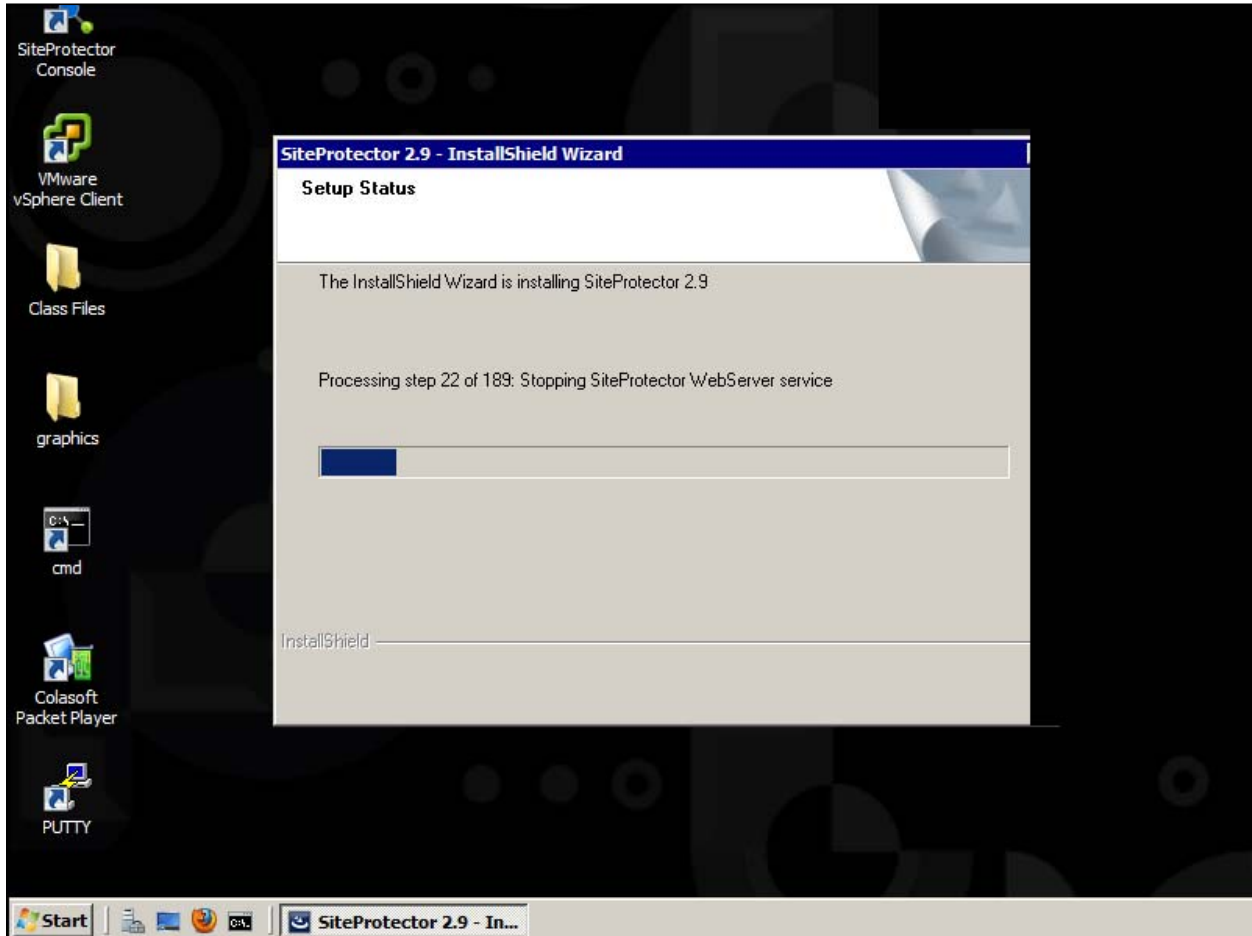 SiteProtector
Console
VMware
vSphere Client
Class Files
graphics
C:\
cmd
Colasoft
Packet Player
PUTTY
SiteProtector 2.9 - InstallShield Wizard
Setup Status
The InstallShield Wizard is installing SiteProtector 2.9
Processing step 22 of 189: Stopping SiteProtector WebServer service
InstallShield
Start
C:\.
SiteProtector 2.9 - In...